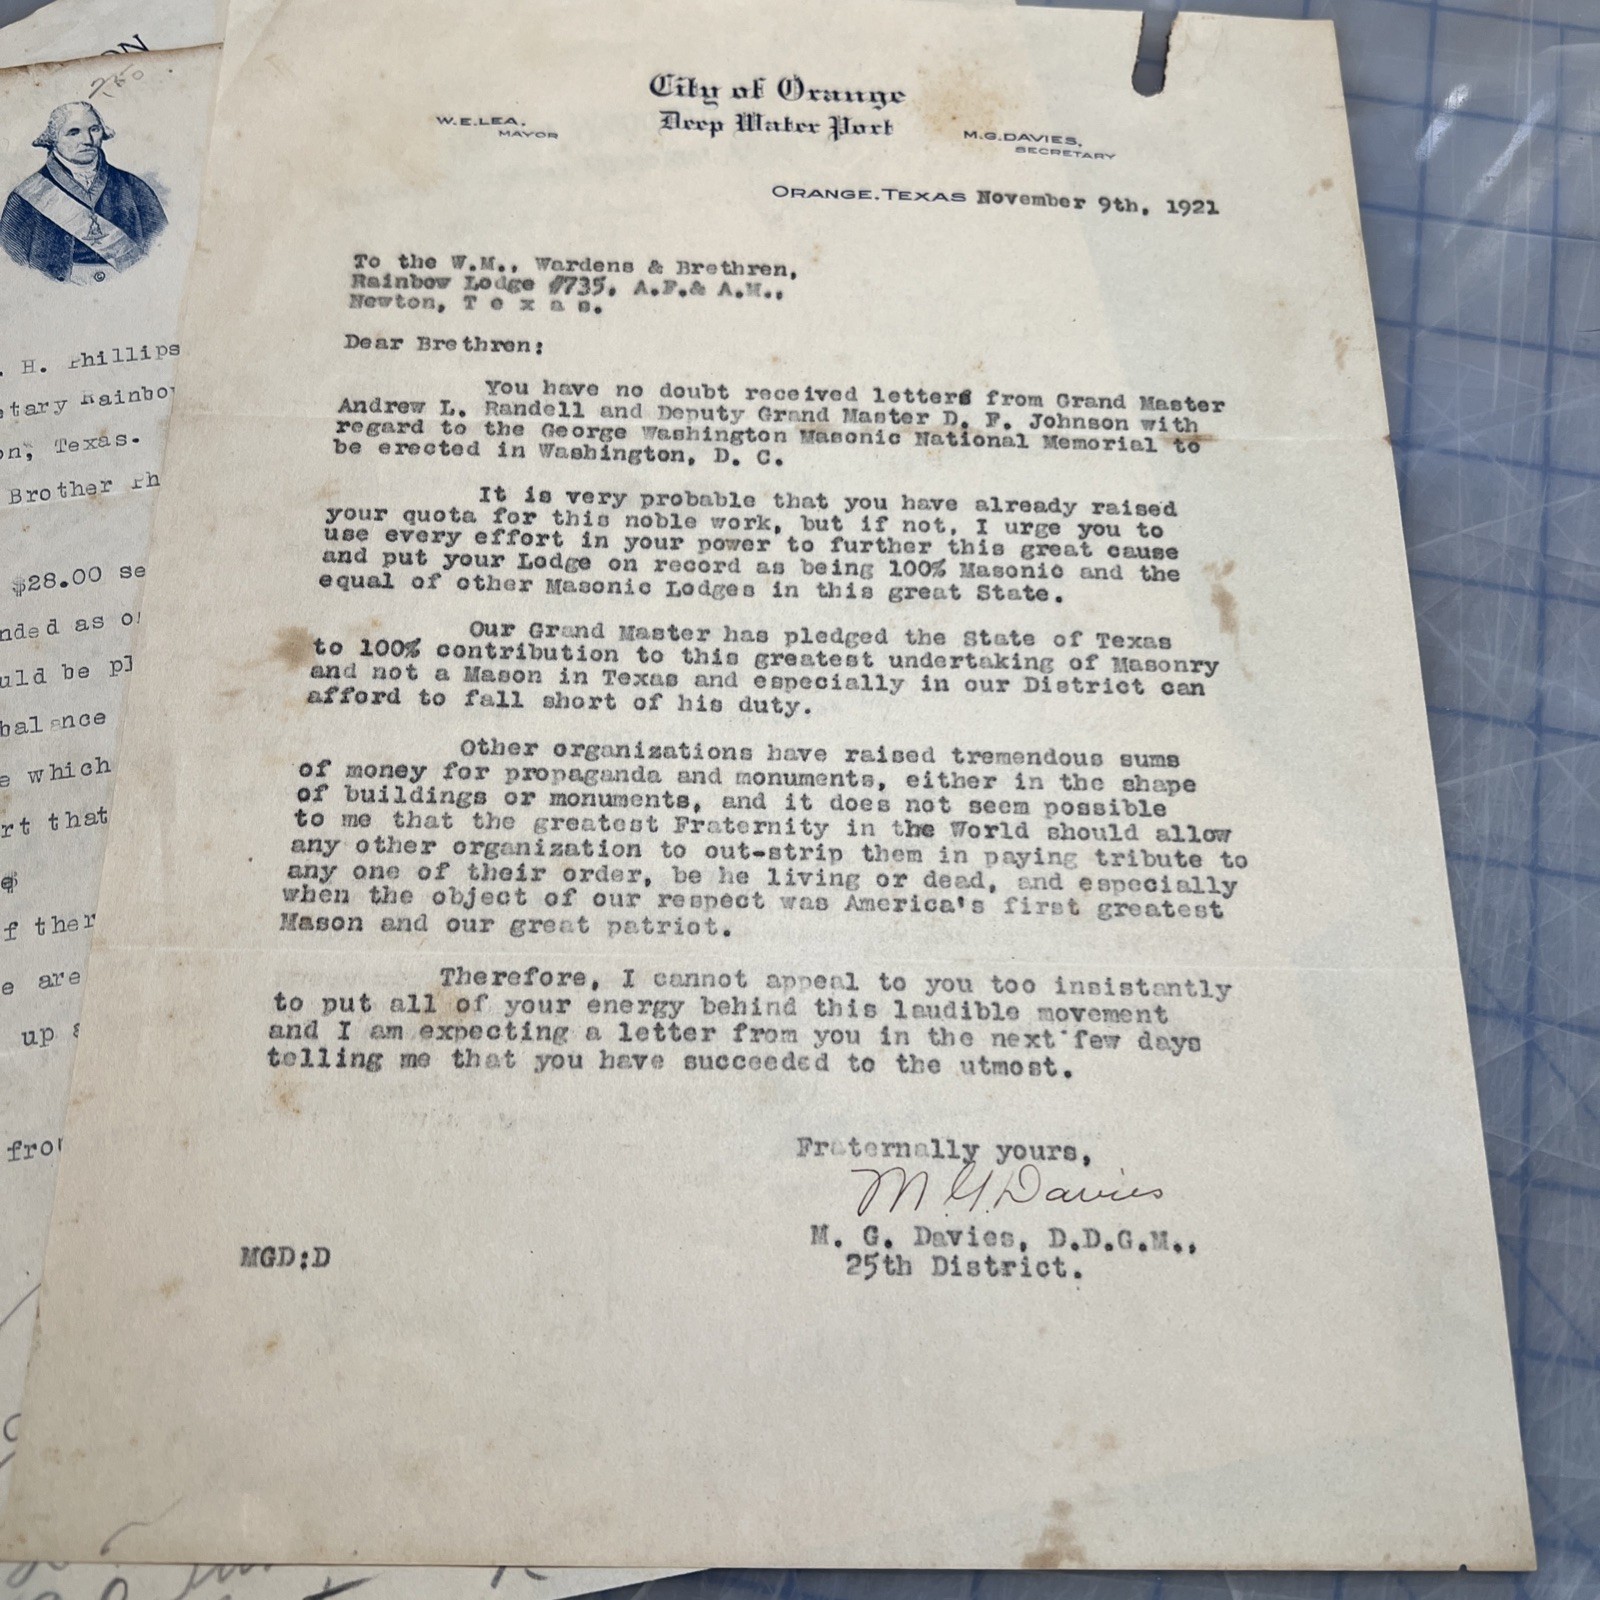 City of Orange
Deep Water Port
W.E.LEA.
MAYOR
M.G.DAVIES,
SECRETARY
ORANGE.TEXAS November 9th, 1921
To the W.M., Wardens & Brethren,
Rainbow Lodge #735, A.F.& A.M.,
Newton, T e x a s.
Dear Brethren:
You have no doubt received letters from Grand Master
Andrew L. Randell and Deputy Grand Master D. F. Johnson with
regard to the George Washington Masonic National Memorial to
be erected in Washington, D. C.
It is very probable that you have already raised
your quota for this noble work, but if not, I urge you to
use every effort in your power to further this great cause
and put your Lodge on record as being 100% Masonic and the
equal of other Masonic Lodges in this great State.
Our Grand Master has pledged the State of Texas
to 100% contribution to this greatest undertaking of Masonry
and not a Mason in Texas and especially in our District can
afford to fall short of his duty.
Other organizations have raised tremendous sums
of money for propaganda and monuments, either in the shape
of buildings or monuments, and it does not seem possible
to me that the greatest Fraternity in the World should allow
any other organization to out-strip them in paying tribute to
any one of their order, be he living or dead, and especially
when the object of our respect was America's first greatest
Mason and our great patriot.
Therefore, I cannot appeal to you too insistantly
to put all of your energy behind this laudible movement
and I am expecting a letter from you in the next few days
telling me that you have succeeded to the utmost.
Fraternally yours,
M G. Davies
M. G. Davies, D.D.G.M.,
25th District.
MGD:D
ON
. H. Phillips
etary Rainbo
on, Texas.
Brother Ph
$28.00 se
nded as o
uld be pl
balance
e which
rt that
f ther
e are
up
fro